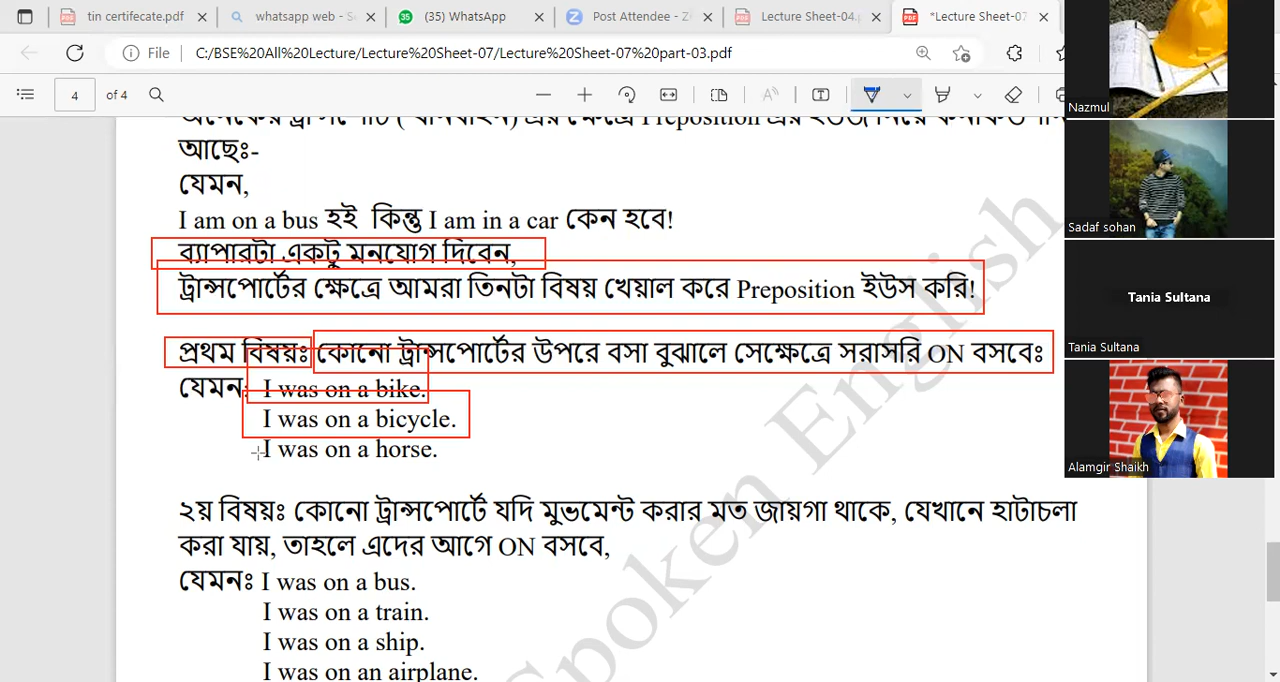 tin certifecate.pdf
whatsapp web - S
(35) WhatsApp
Post Attendee - Z
Lecture Sheet-04.
*Lecture Sheet-07
File C:/BSE%20All%20Lecture/Lecture%20Sheet-07/Lecture%20Sheet-07%20part-03.pdf
4 of 4
আছেঃ-
যেমন,
I am on a bus হই কিন্তু I am in a car কেন হবে!
ব্যাপারটা একটু মনযোগ দিবেন,
ট্রান্সপোর্টের ক্ষেত্রে আমরা তিনটা বিষয় খেয়াল করে Preposition ইউস করি!
প্রথম বিষয়ঃ কোনো ট্রান্সপোর্টের উপরে বসা বুঝালে সেক্ষেত্রে সরাসরি ON বসবেঃ
যেমন: I was on a bike.
I was on a bicycle.
I was on a horse.
২য় বিষয়ঃ কোনো ট্রান্সপোর্টে যদি মুভমেন্ট করার মত জায়গা থাকে, যেখানে হাটাচলা
করা যায়, তাহলে এদের আগে ON বসবে,
যেমনঃ I was on a bus.
I was on a train.
I was on a ship.
I was on an airplane.
Spoken English
Nazmul
Sadaf sohan
Tania Sultana
Tania Sultana
Alamgir Shaikh